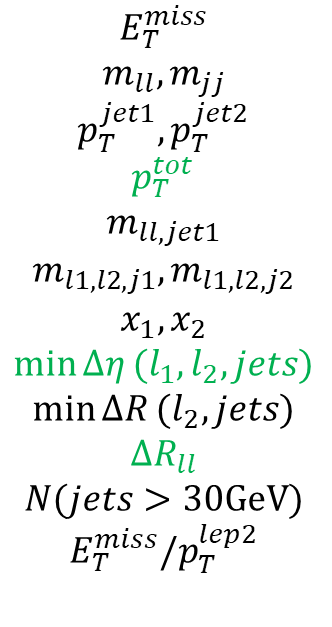 E_T^{miss}
m_{ll}, m_{jj}
p_T^{jet1}, p_T^{jet2}
p_T^{tot}
m_{ll,jet1}
m_{l1,l2,j1}, m_{l1,l2,j2}
x_1, x_2
min Δη (l_1, l_2, jets)
min ΔR (l_2, jets)
ΔR_{ll}
N(jets > 30GeV)
E_T^{miss}/p_T^{lep2}